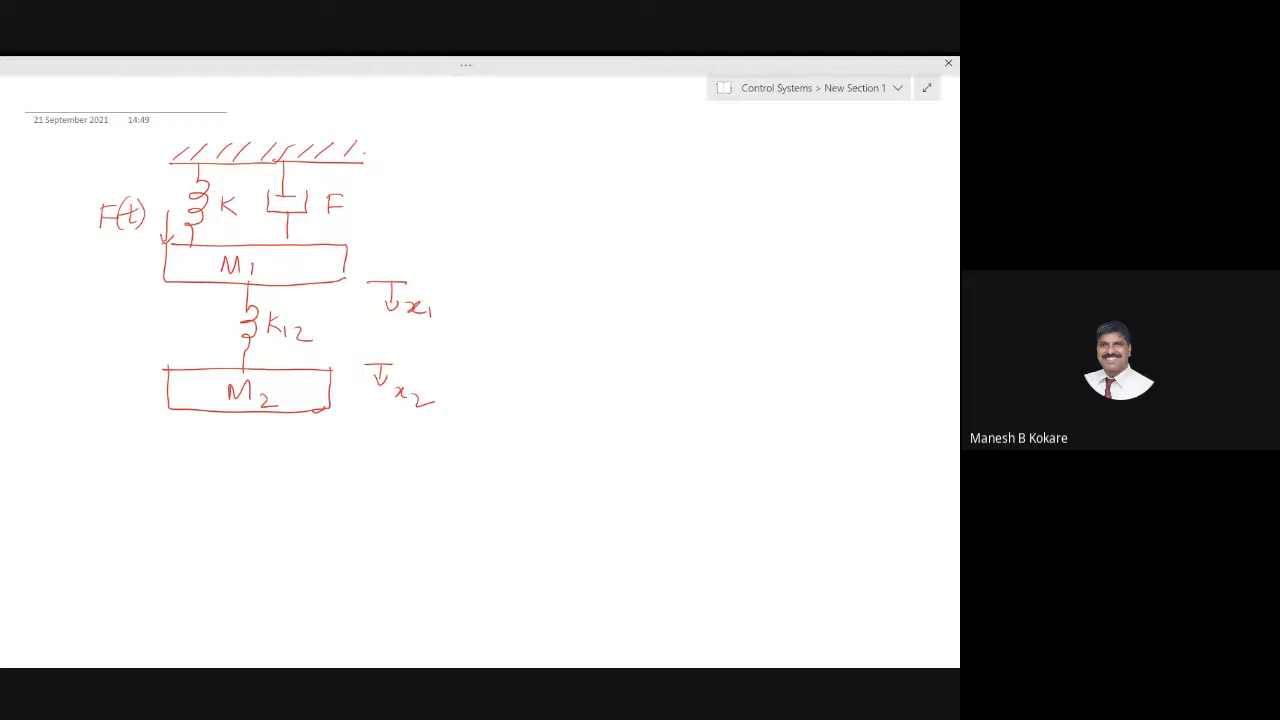 ...
Control Systems > New Section 1
21 September 2021 14:49
F(t)
K
F
M1
x1
K12
M2
x2
Manesh B Kokare